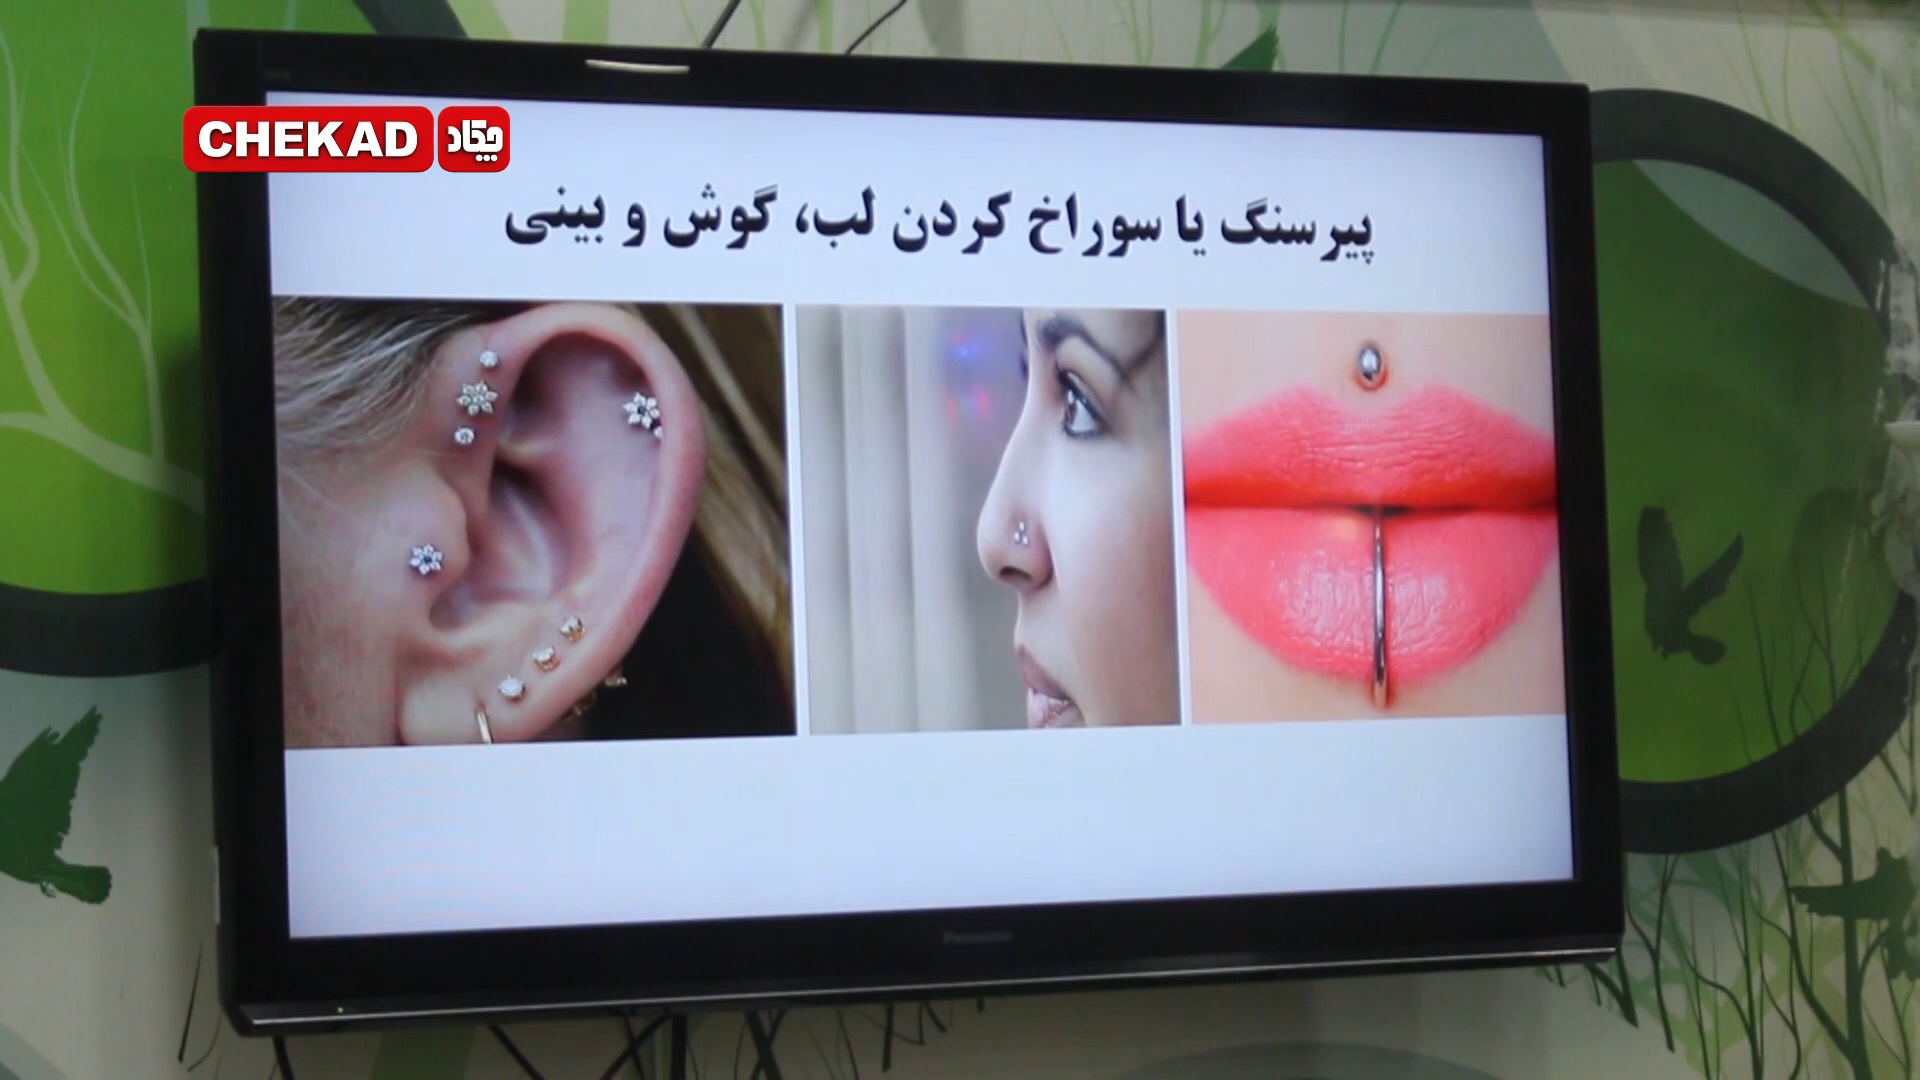 CHEKAD چکاد
پیرسنگ یا سوراخ کردن لب، گوش و بینی
Panasonic